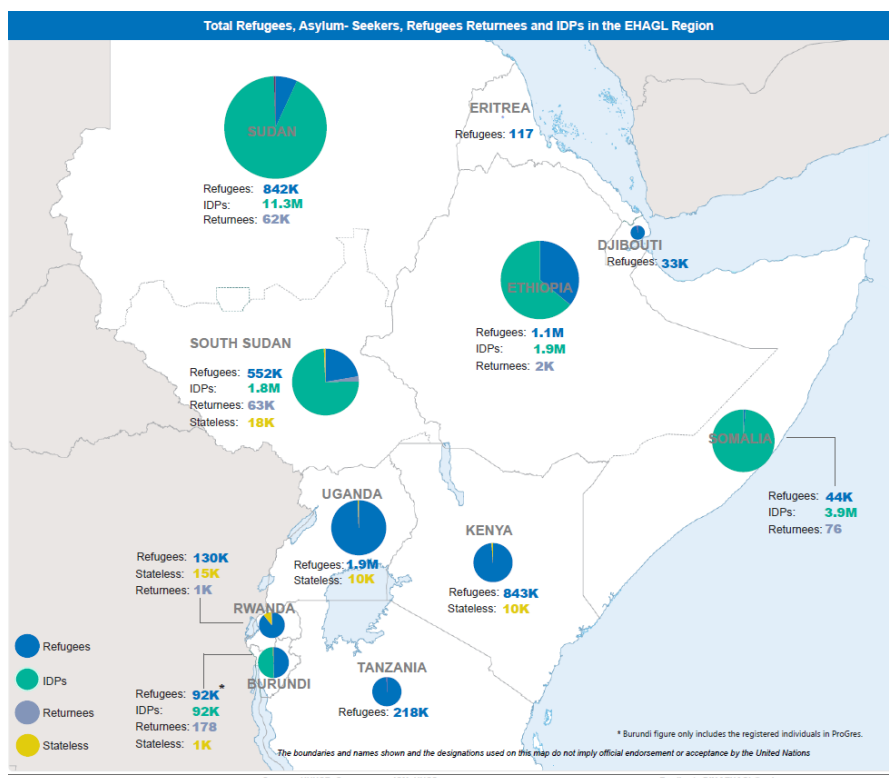 Total Refugees, Asylum- Seekers, Refugees Returnees and IDPs in the EHAGL Region
SUDAN
Refugees: 842K
IDPs: 11.3M
Returnees: 62K
ERITREA
Refugees: 117
DJIBOUTI
Refugees: 33K
ETHIOPIA
Refugees: 1.1M
IDPs: 1.9M
Returnees: 2K
SOUTH SUDAN
Refugees: 552K
IDPs: 1.8M
Returnees: 63K
Stateless: 18K
SOMALIA
Refugees: 44K
IDPs: 3.9M
Returnees: 76
UGANDA
Refugees: 1.9M
Stateless: 10K
KENYA
Refugees: 843K
Stateless: 10K
Refugees: 130K
Stateless: 15K
Returnees: 1K
RWANDA
BURUNDI
Refugees: 92K*
IDPs: 92K
Returnees: 178
Stateless: 1K
TANZANIA
Refugees: 218K
Refugees
IDPs
Returnees
Stateless
* Burundi figure only includes the registered individuals in ProGres.
The boundaries and names shown and the designations used on this map do not imply official endorsement or acceptance by the United Nations